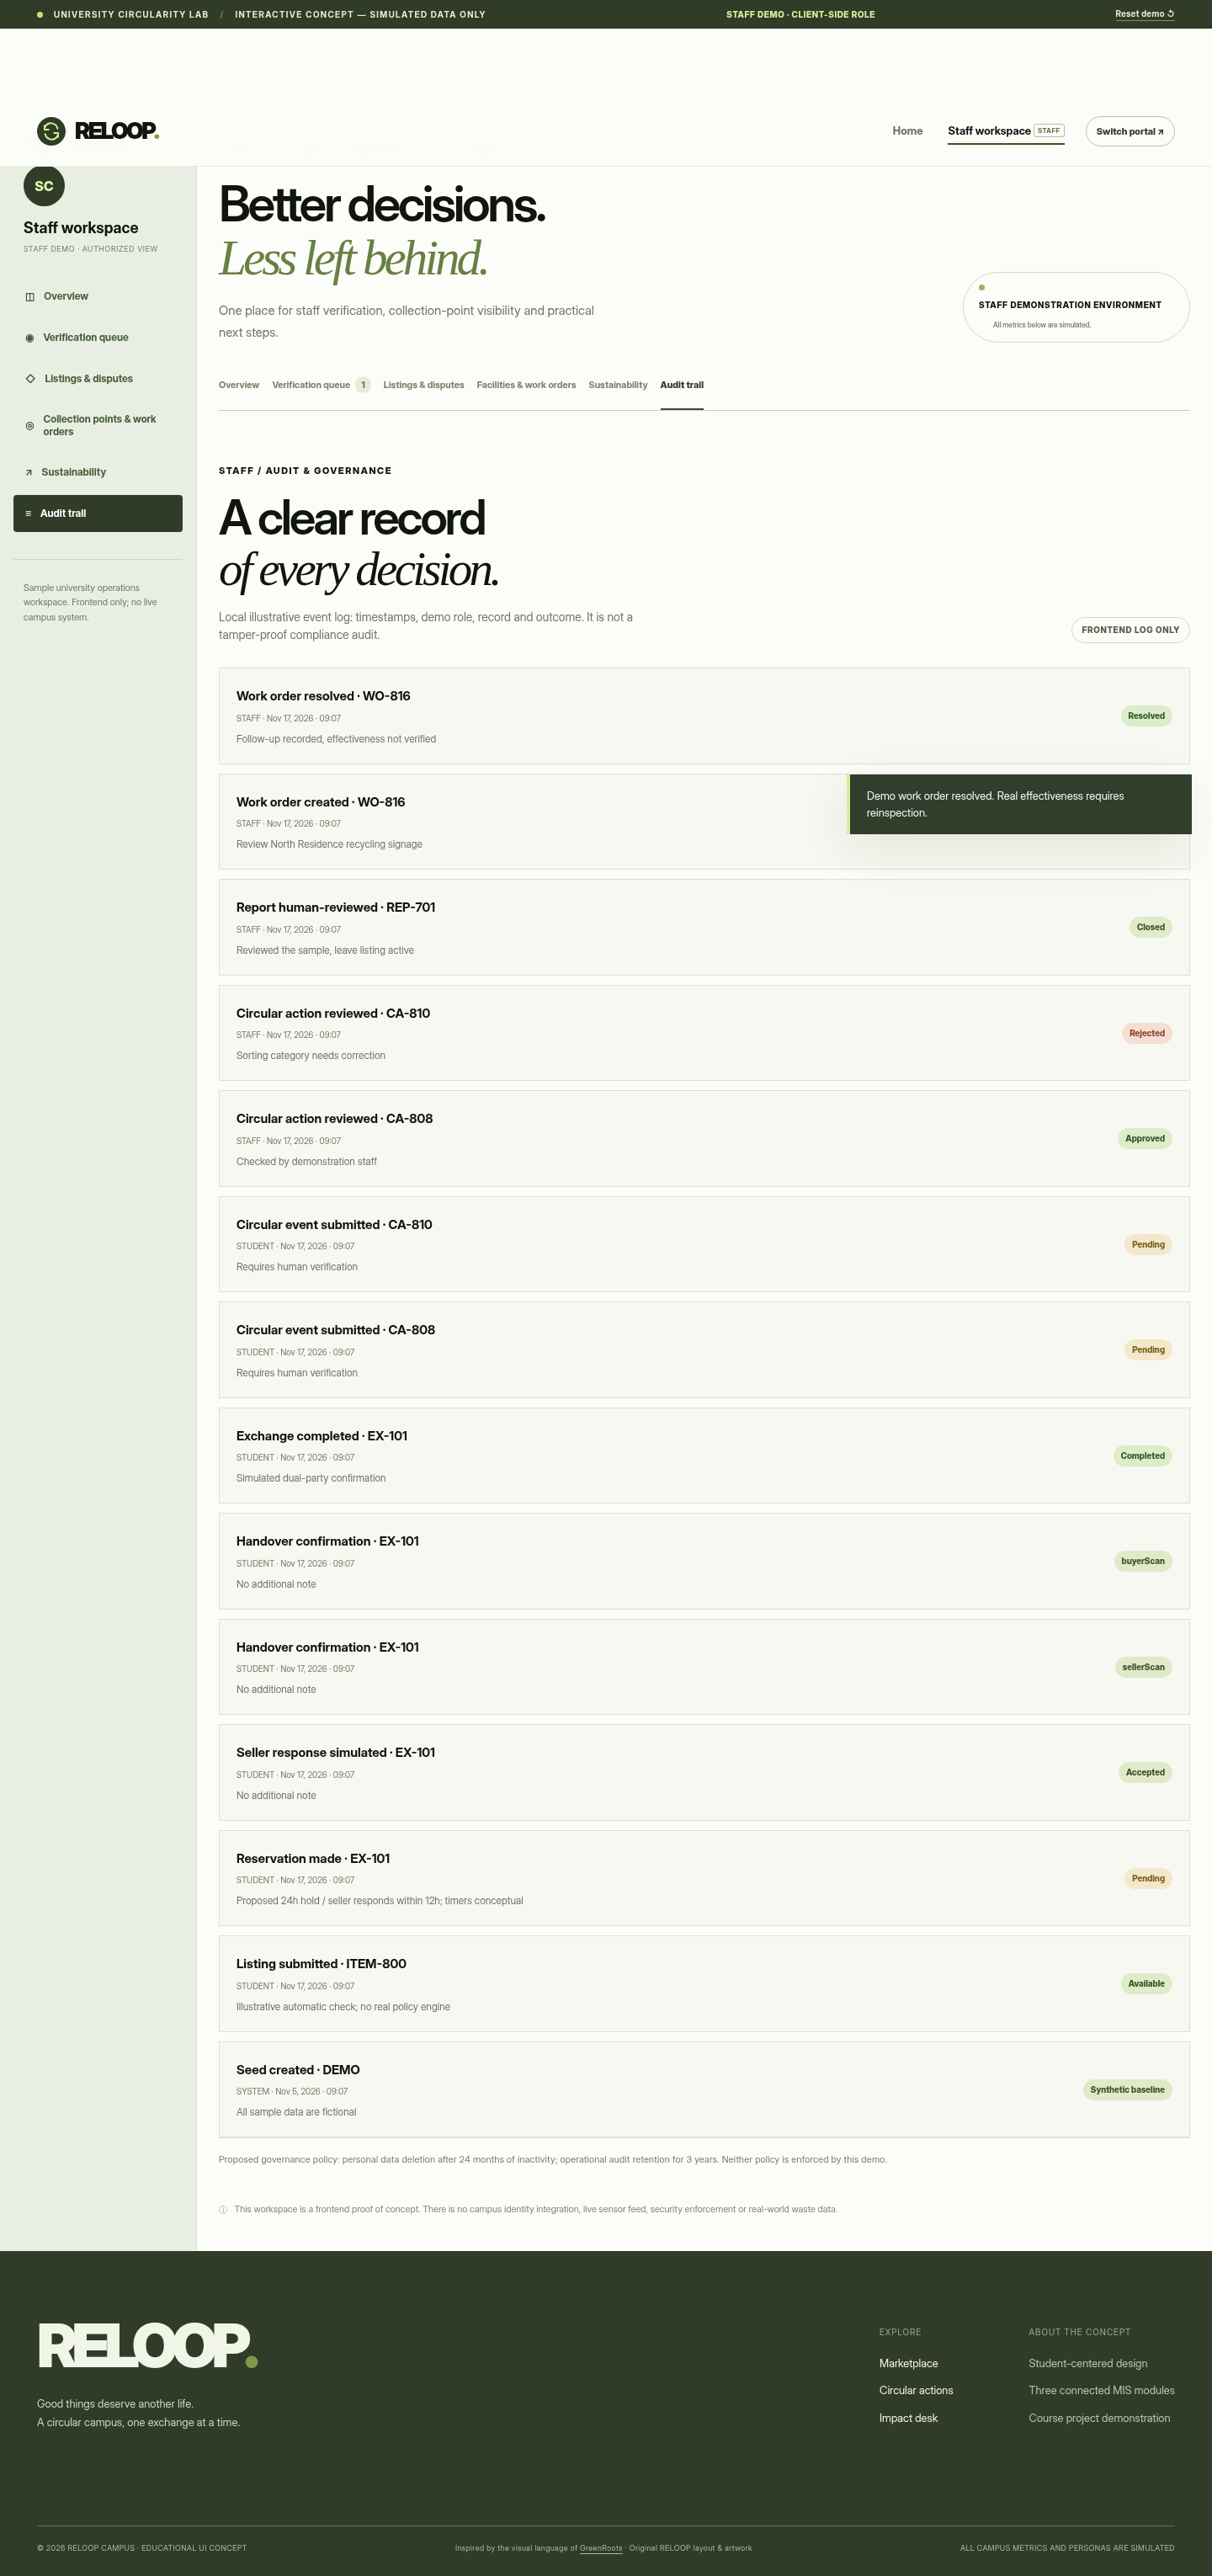 UNIVERSITY CIRCULARITY LAB / INTERACTIVE CONCEPT — SIMULATED DATA ONLY
STAFF DEMO · CLIENT-SIDE ROLE
Reset demo ↺
RELOOP.
Home
Staff workspace STAFF
Switch portal ↗
SC
Staff workspace
STAFF DEMO · AUTHORIZED VIEW
Overview
Verification queue
Listings & disputes
Collection points & work
orders
Sustainability
Audit trail
Sample university operations
workspace. Frontend only; no live
campus system.
Better decisions.
Less left behind.
One place for staff verification, collection-point visibility and practical
next steps.
STAFF DEMONSTRATION ENVIRONMENT
All metrics below are simulated.
Overview Verification queue 1 Listings & disputes Facilities & work orders Sustainability Audit trail
STAFF / AUDIT & GOVERNANCE
A clear record
of every decision.
Local illustrative event log: timestamps, demo role, record and outcome. It is not a
tamper-proof compliance audit.
FRONTEND LOG ONLY
Work order resolved · WO-816
STAFF · Nov 17, 2026 · 09:07
Follow-up recorded, effectiveness not verified
Resolved
Work order created · WO-816
STAFF · Nov 17, 2026 · 09:07
Review North Residence recycling signage
Demo work order resolved. Real effectiveness requires
reinspection.
Report human-reviewed · REP-701
STAFF · Nov 17, 2026 · 09:07
Reviewed the sample, leave listing active
Closed
Circular action reviewed · CA-810
STAFF · Nov 17, 2026 · 09:07
Sorting category needs correction
Rejected
Circular action reviewed · CA-808
STAFF · Nov 17, 2026 · 09:07
Checked by demonstration staff
Approved
Circular event submitted · CA-810
STUDENT · Nov 17, 2026 · 09:07
Requires human verification
Pending
Circular event submitted · CA-808
STUDENT · Nov 17, 2026 · 09:07
Requires human verification
Pending
Exchange completed · EX-101
STUDENT · Nov 17, 2026 · 09:07
Simulated dual-party confirmation
Completed
Handover confirmation · EX-101
STUDENT · Nov 17, 2026 · 09:07
No additional note
buyerScan
Handover confirmation · EX-101
STUDENT · Nov 17, 2026 · 09:07
No additional note
sellerScan
Seller response simulated · EX-101
STUDENT · Nov 17, 2026 · 09:07
No additional note
Accepted
Reservation made · EX-101
STUDENT · Nov 17, 2026 · 09:07
Proposed 24h hold / seller responds within 12h; timers conceptual
Pending
Listing submitted · ITEM-800
STUDENT · Nov 17, 2026 · 09:07
Illustrative automatic check; no real policy engine
Available
Seed created · DEMO
SYSTEM · Nov 5, 2026 · 09:07
All sample data are fictional
Synthetic baseline
Proposed governance policy: personal data deletion after 24 months of inactivity; operational audit retention for 3 years. Neither policy is enforced by this demo.
ⓘ This workspace is a frontend proof of concept. There is no campus identity integration, live sensor feed, security enforcement or real-world waste data.
RELOOP.
Good things deserve another life.
A circular campus, one exchange at a time.
EXPLORE
Marketplace
Circular actions
Impact desk
ABOUT THE CONCEPT
Student-centered design
Three connected MIS modules
Course project demonstration
© 2026 RELOOP CAMPUS · EDUCATIONAL UI CONCEPT
Inspired by the visual language of GreenRoots · Original RELOOP layout & artwork
ALL CAMPUS METRICS AND PERSONAS ARE SIMULATED